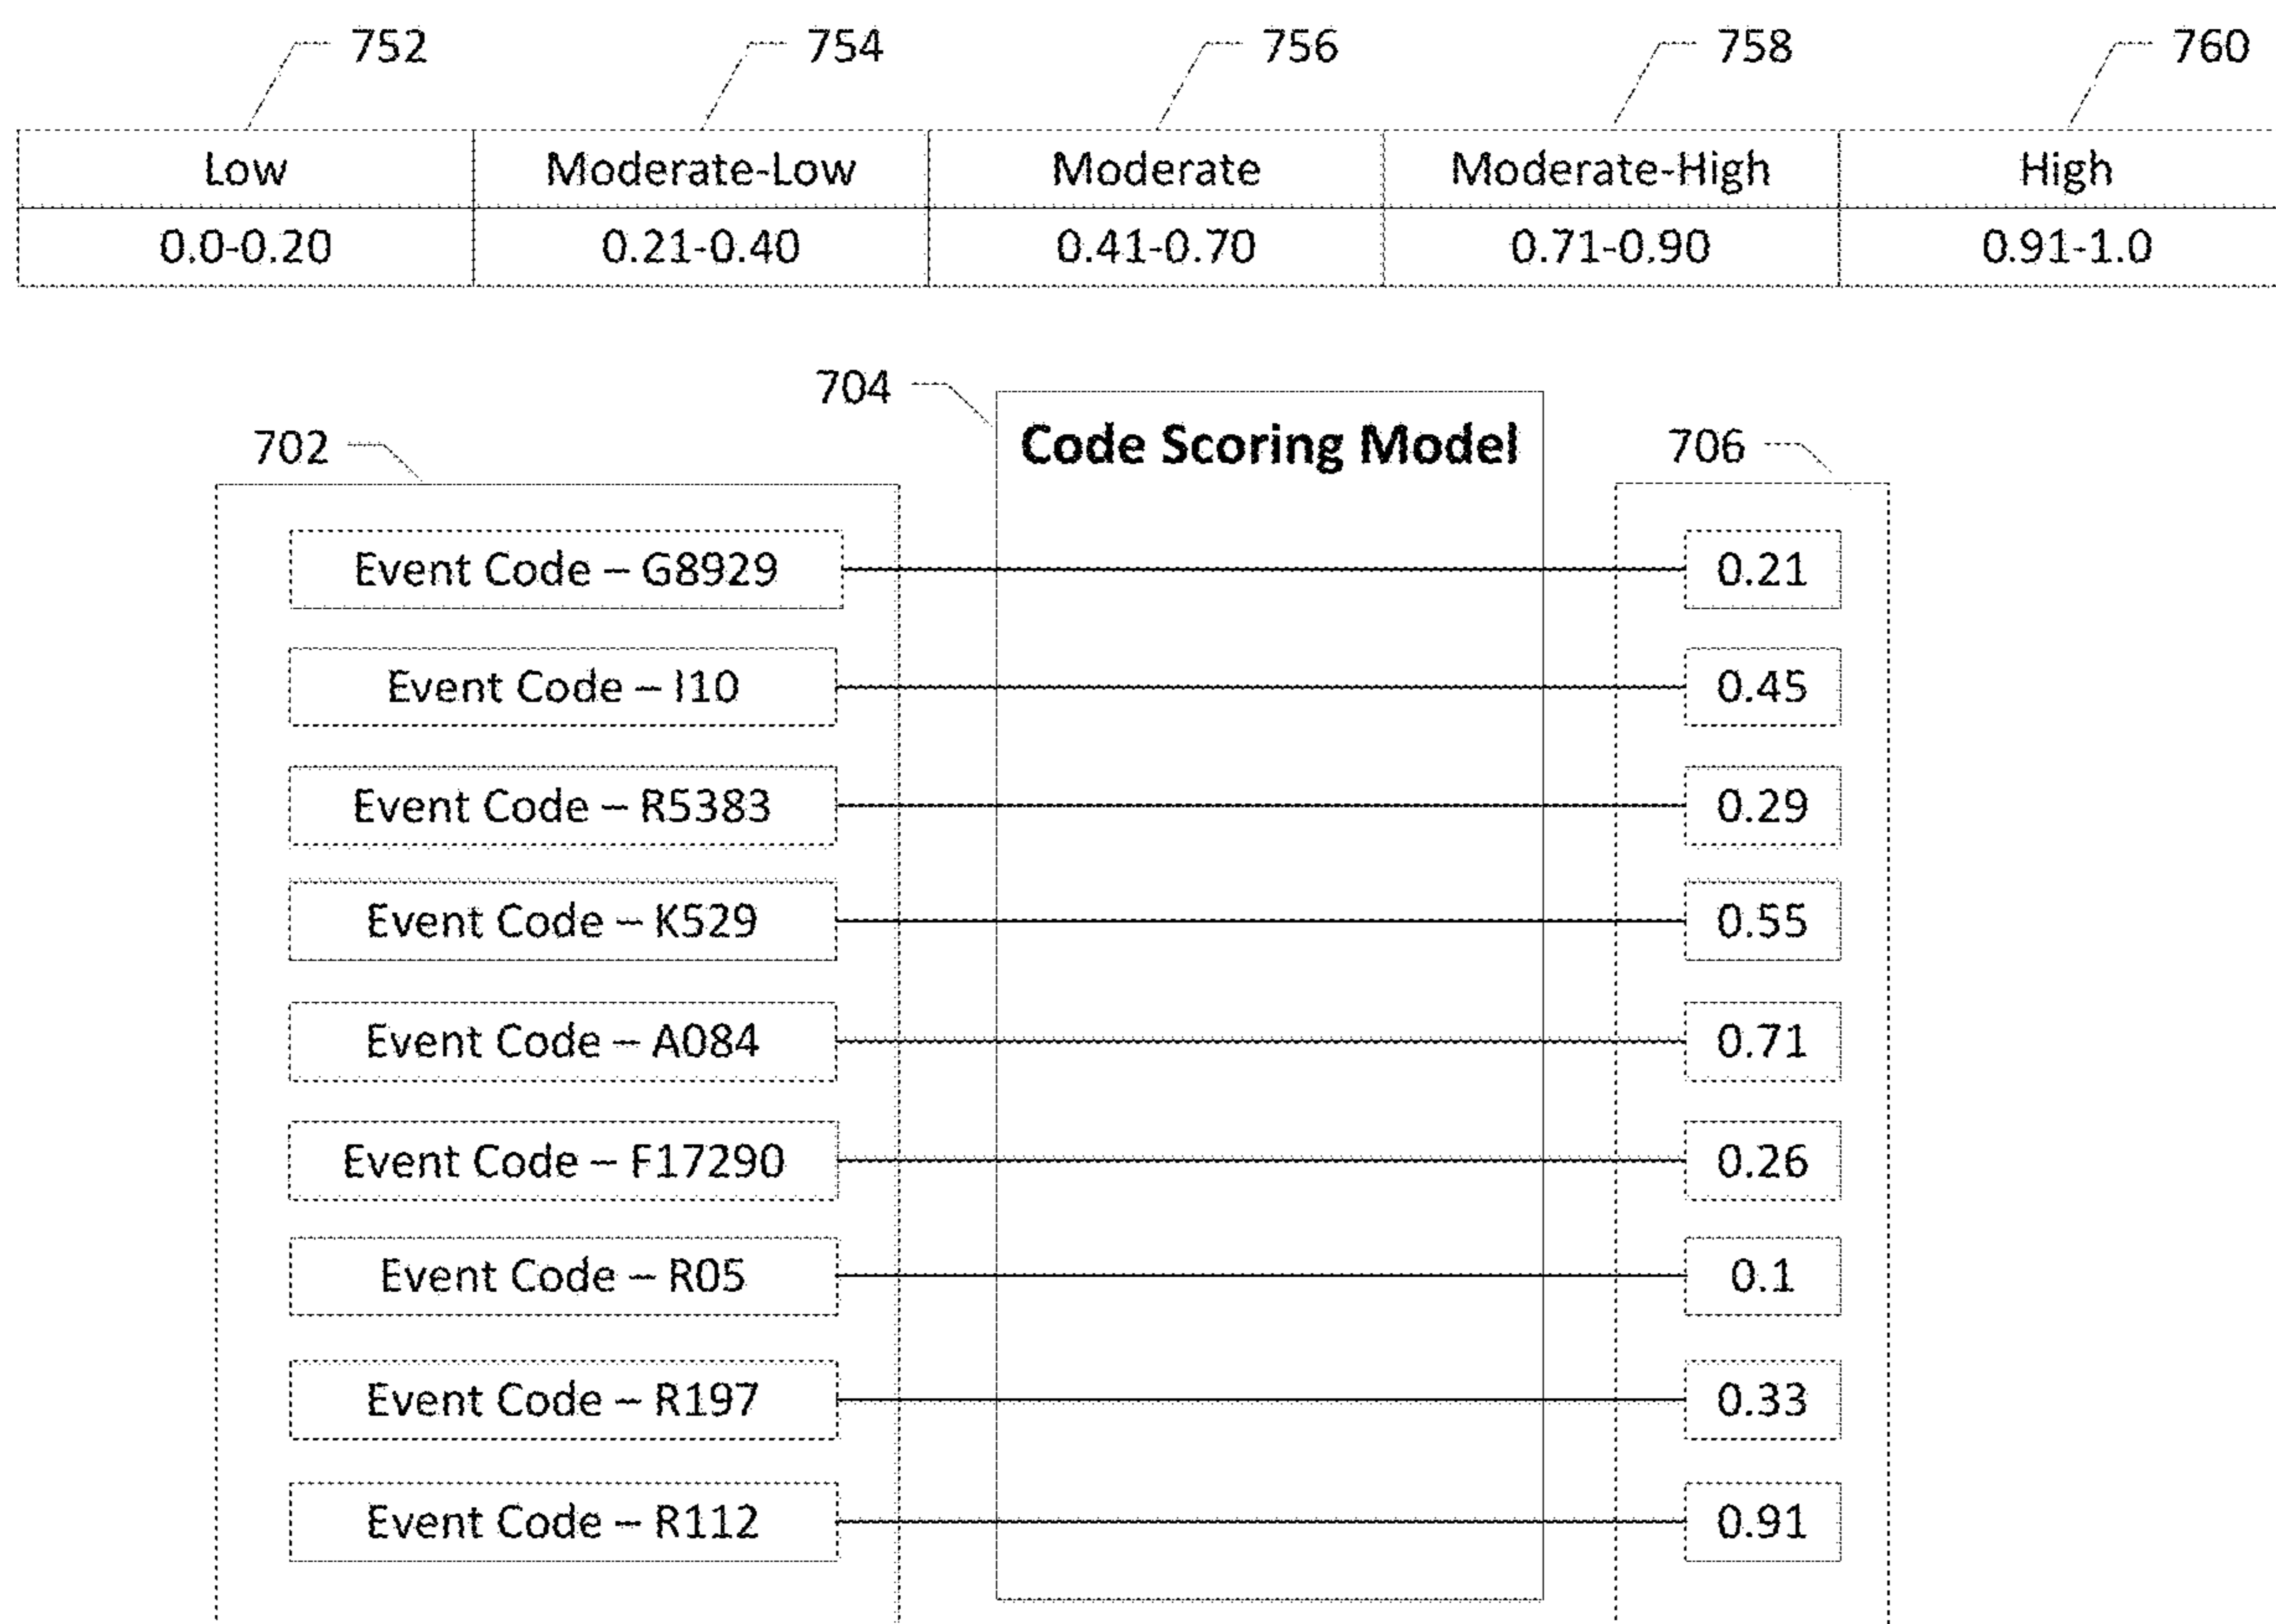 752 754 756 758 760
Low Moderate-Low Moderate Moderate-High High
0.0-0.20 0.21-0.40 0.41-0.70 0.71-0.90 0.91-1.0
704
Code Scoring Model
702 706
Event Code – G8929 0.21
Event Code – I10 0.45
Event Code – R5383 0.29
Event Code – K529 0.55
Event Code – A084 0.71
Event Code – F17290 0.26
Event Code – R05 0.1
Event Code – R197 0.33
Event Code – R112 0.91